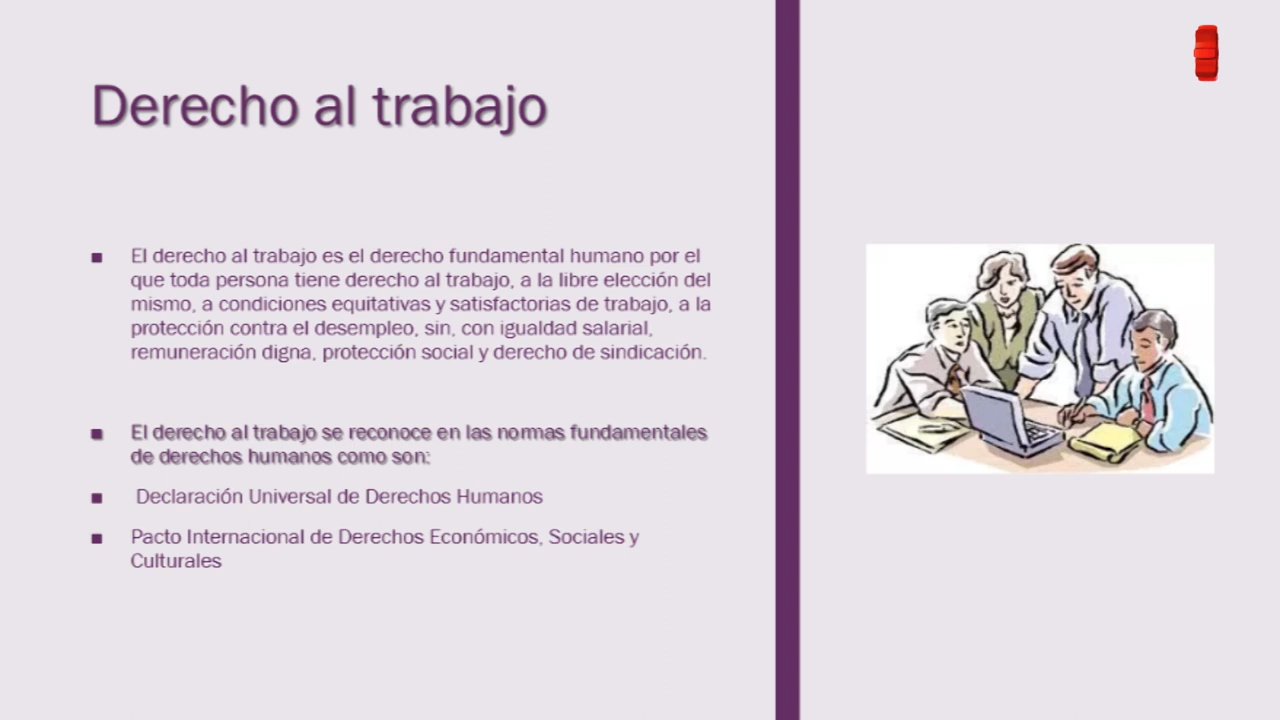 Derecho al trabajo
El derecho al trabajo es el derecho fundamental humano por el
que toda persona tiene derecho al trabajo, a la libre elección del
mismo, a condiciones equitativas y satisfactorias de trabajo, a la
protección contra el desempleo, sin, con igualdad salarial,
remuneración digna, protección social y derecho de sindicación.
El derecho al trabajo se reconoce en las normas fundamentales
de derechos humanos como son:
Declaración Universal de Derechos Humanos
Pacto Internacional de Derechos Económicos, Sociales y
Culturales